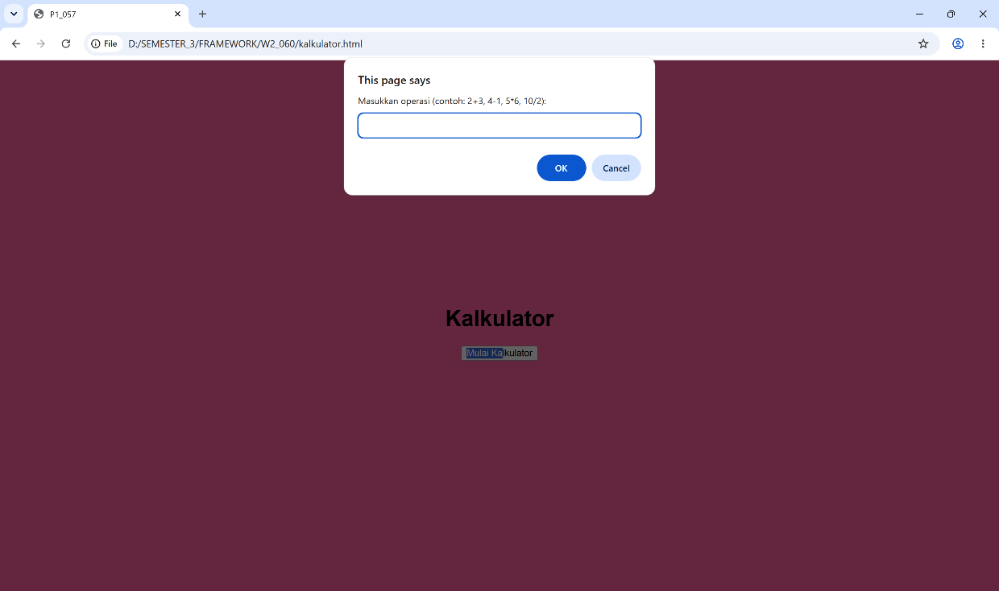 P1_057
File
D:/SEMESTER_3/FRAMEWORK/W2_060/kalkulator.html
This page says
Masukkan operasi (contoh: 2+3, 4-1, 5*6, 10/2):
OK
Cancel
Kalkulator
Mulai Kalkulator